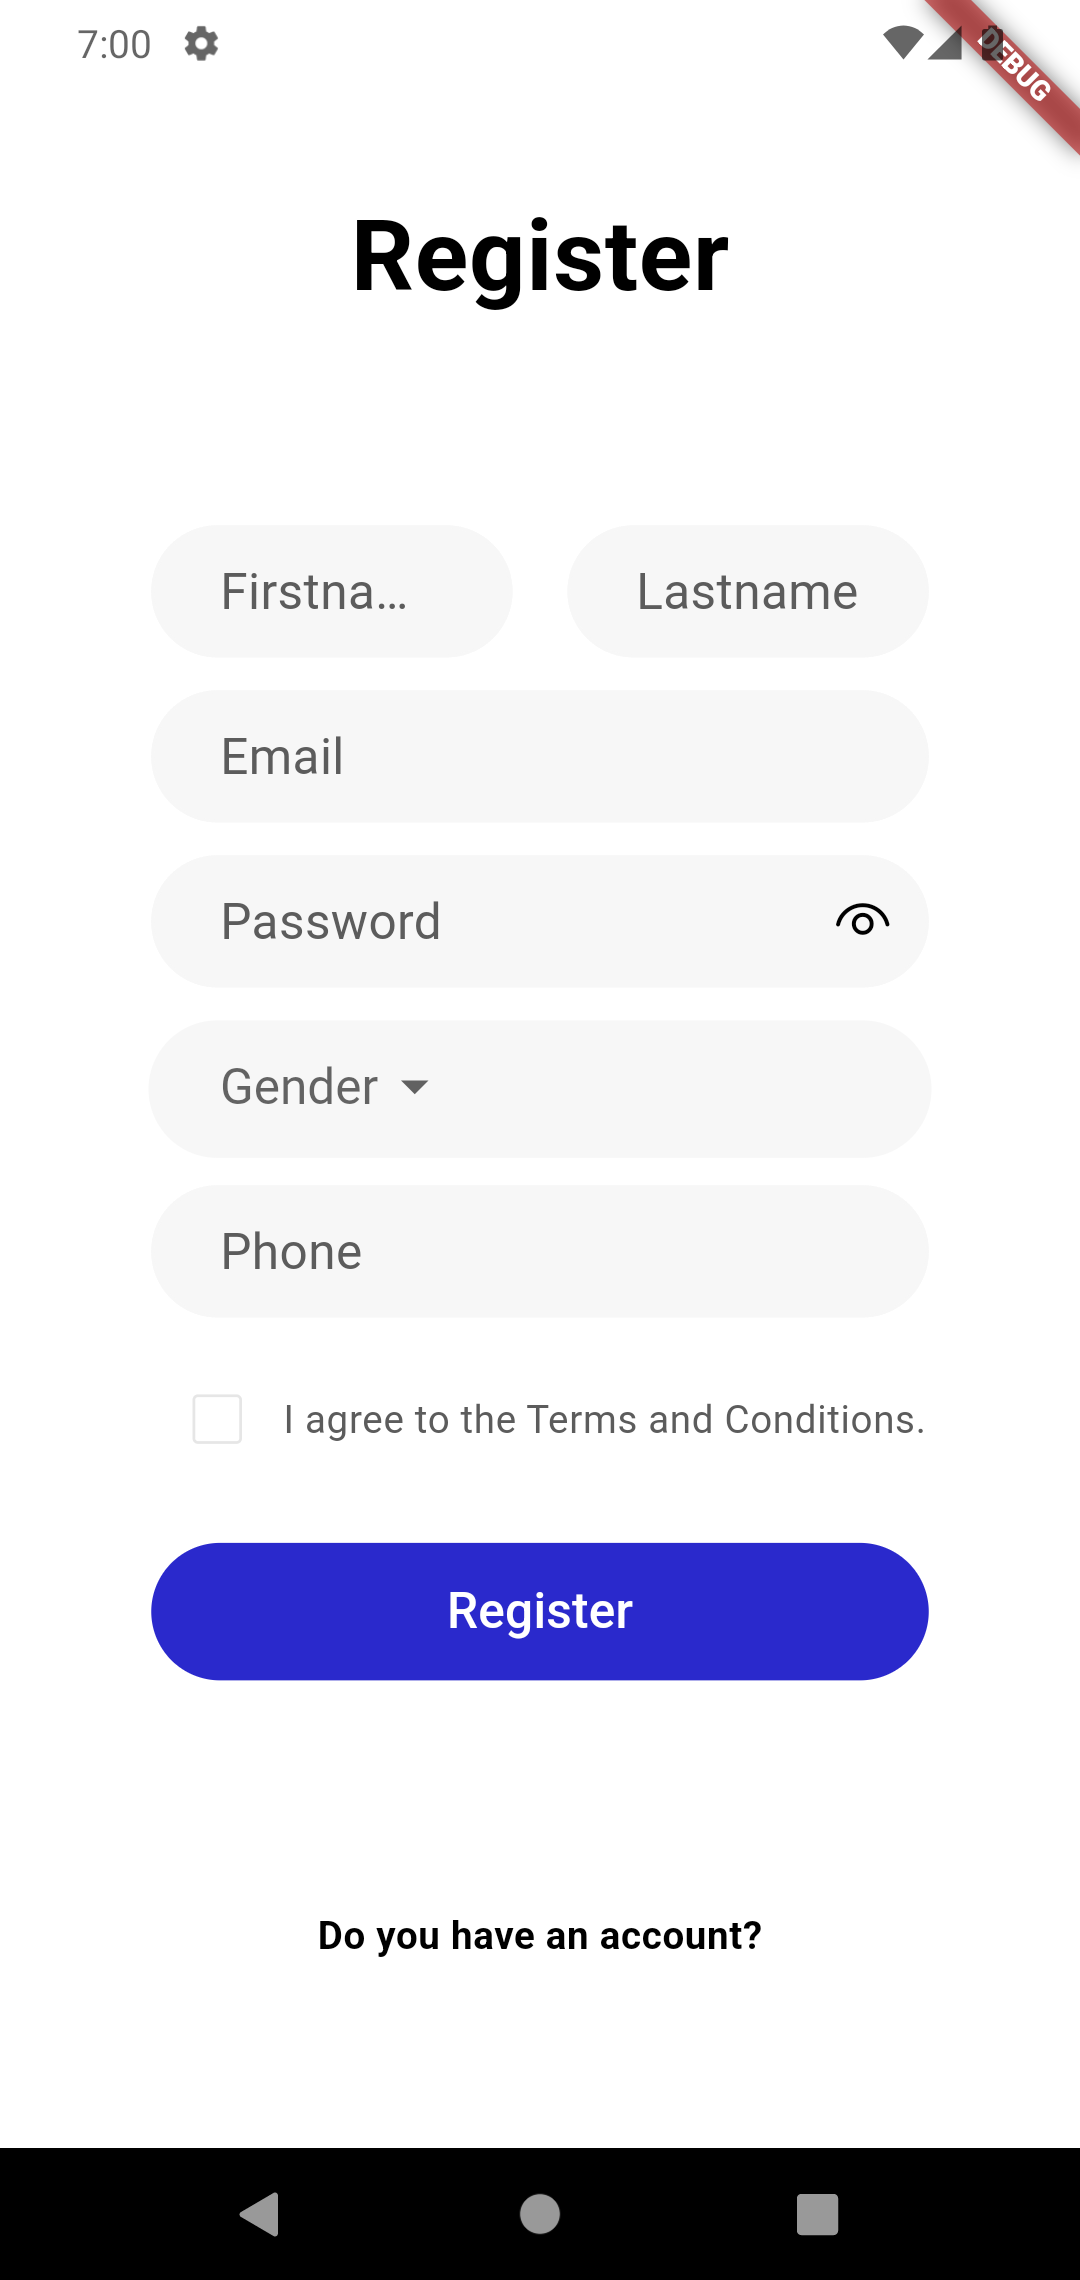 7:00
DEBUG
Register
Firstna...
Lastname
Email
Password
Gender
Phone
I agree to the Terms and Conditions.
Register
Do you have an account?